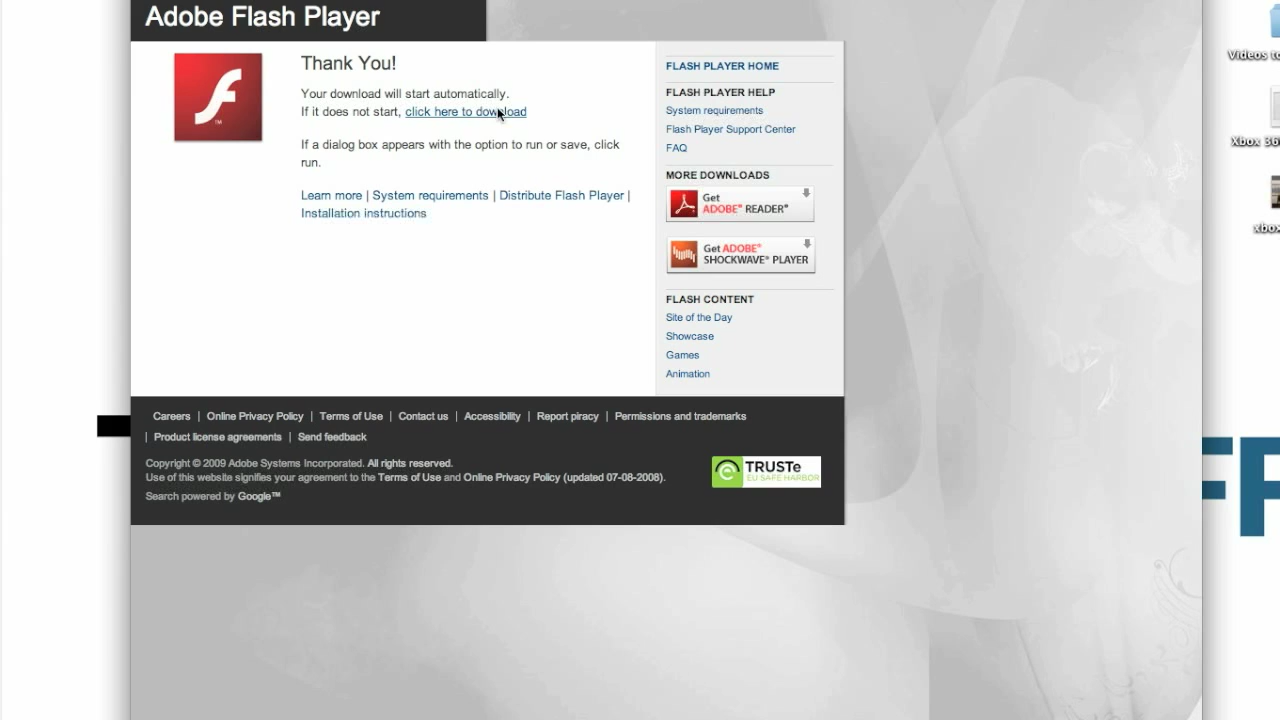 Adobe Flash Player
Thank You!
Your download will start automatically.
If it does not start, click here to download
If a dialog box appears with the option to run or save, click
run.
Learn more | System requirements | Distribute Flash Player |
Installation instructions
FLASH PLAYER HOME
FLASH PLAYER HELP
System requirements
Flash Player Support Center
FAQ
MORE DOWNLOADS
Get
ADOBE® READER®
Get ADOBE®
SHOCKWAVE® PLAYER
FLASH CONTENT
Site of the Day
Showcase
Games
Animation
Careers | Online Privacy Policy | Terms of Use | Contact us | Accessibility | Report piracy | Permissions and trademarks
| Product license agreements | Send feedback
Copyright © 2009 Adobe Systems Incorporated. All rights reserved.
Use of this website signifies your agreement to the Terms of Use and Online Privacy Policy (updated 07-08-2008).
Search powered by Google™
TRUSTe
EU SAFE HARBOR
Videos to
Xbox 36
xbox
FR